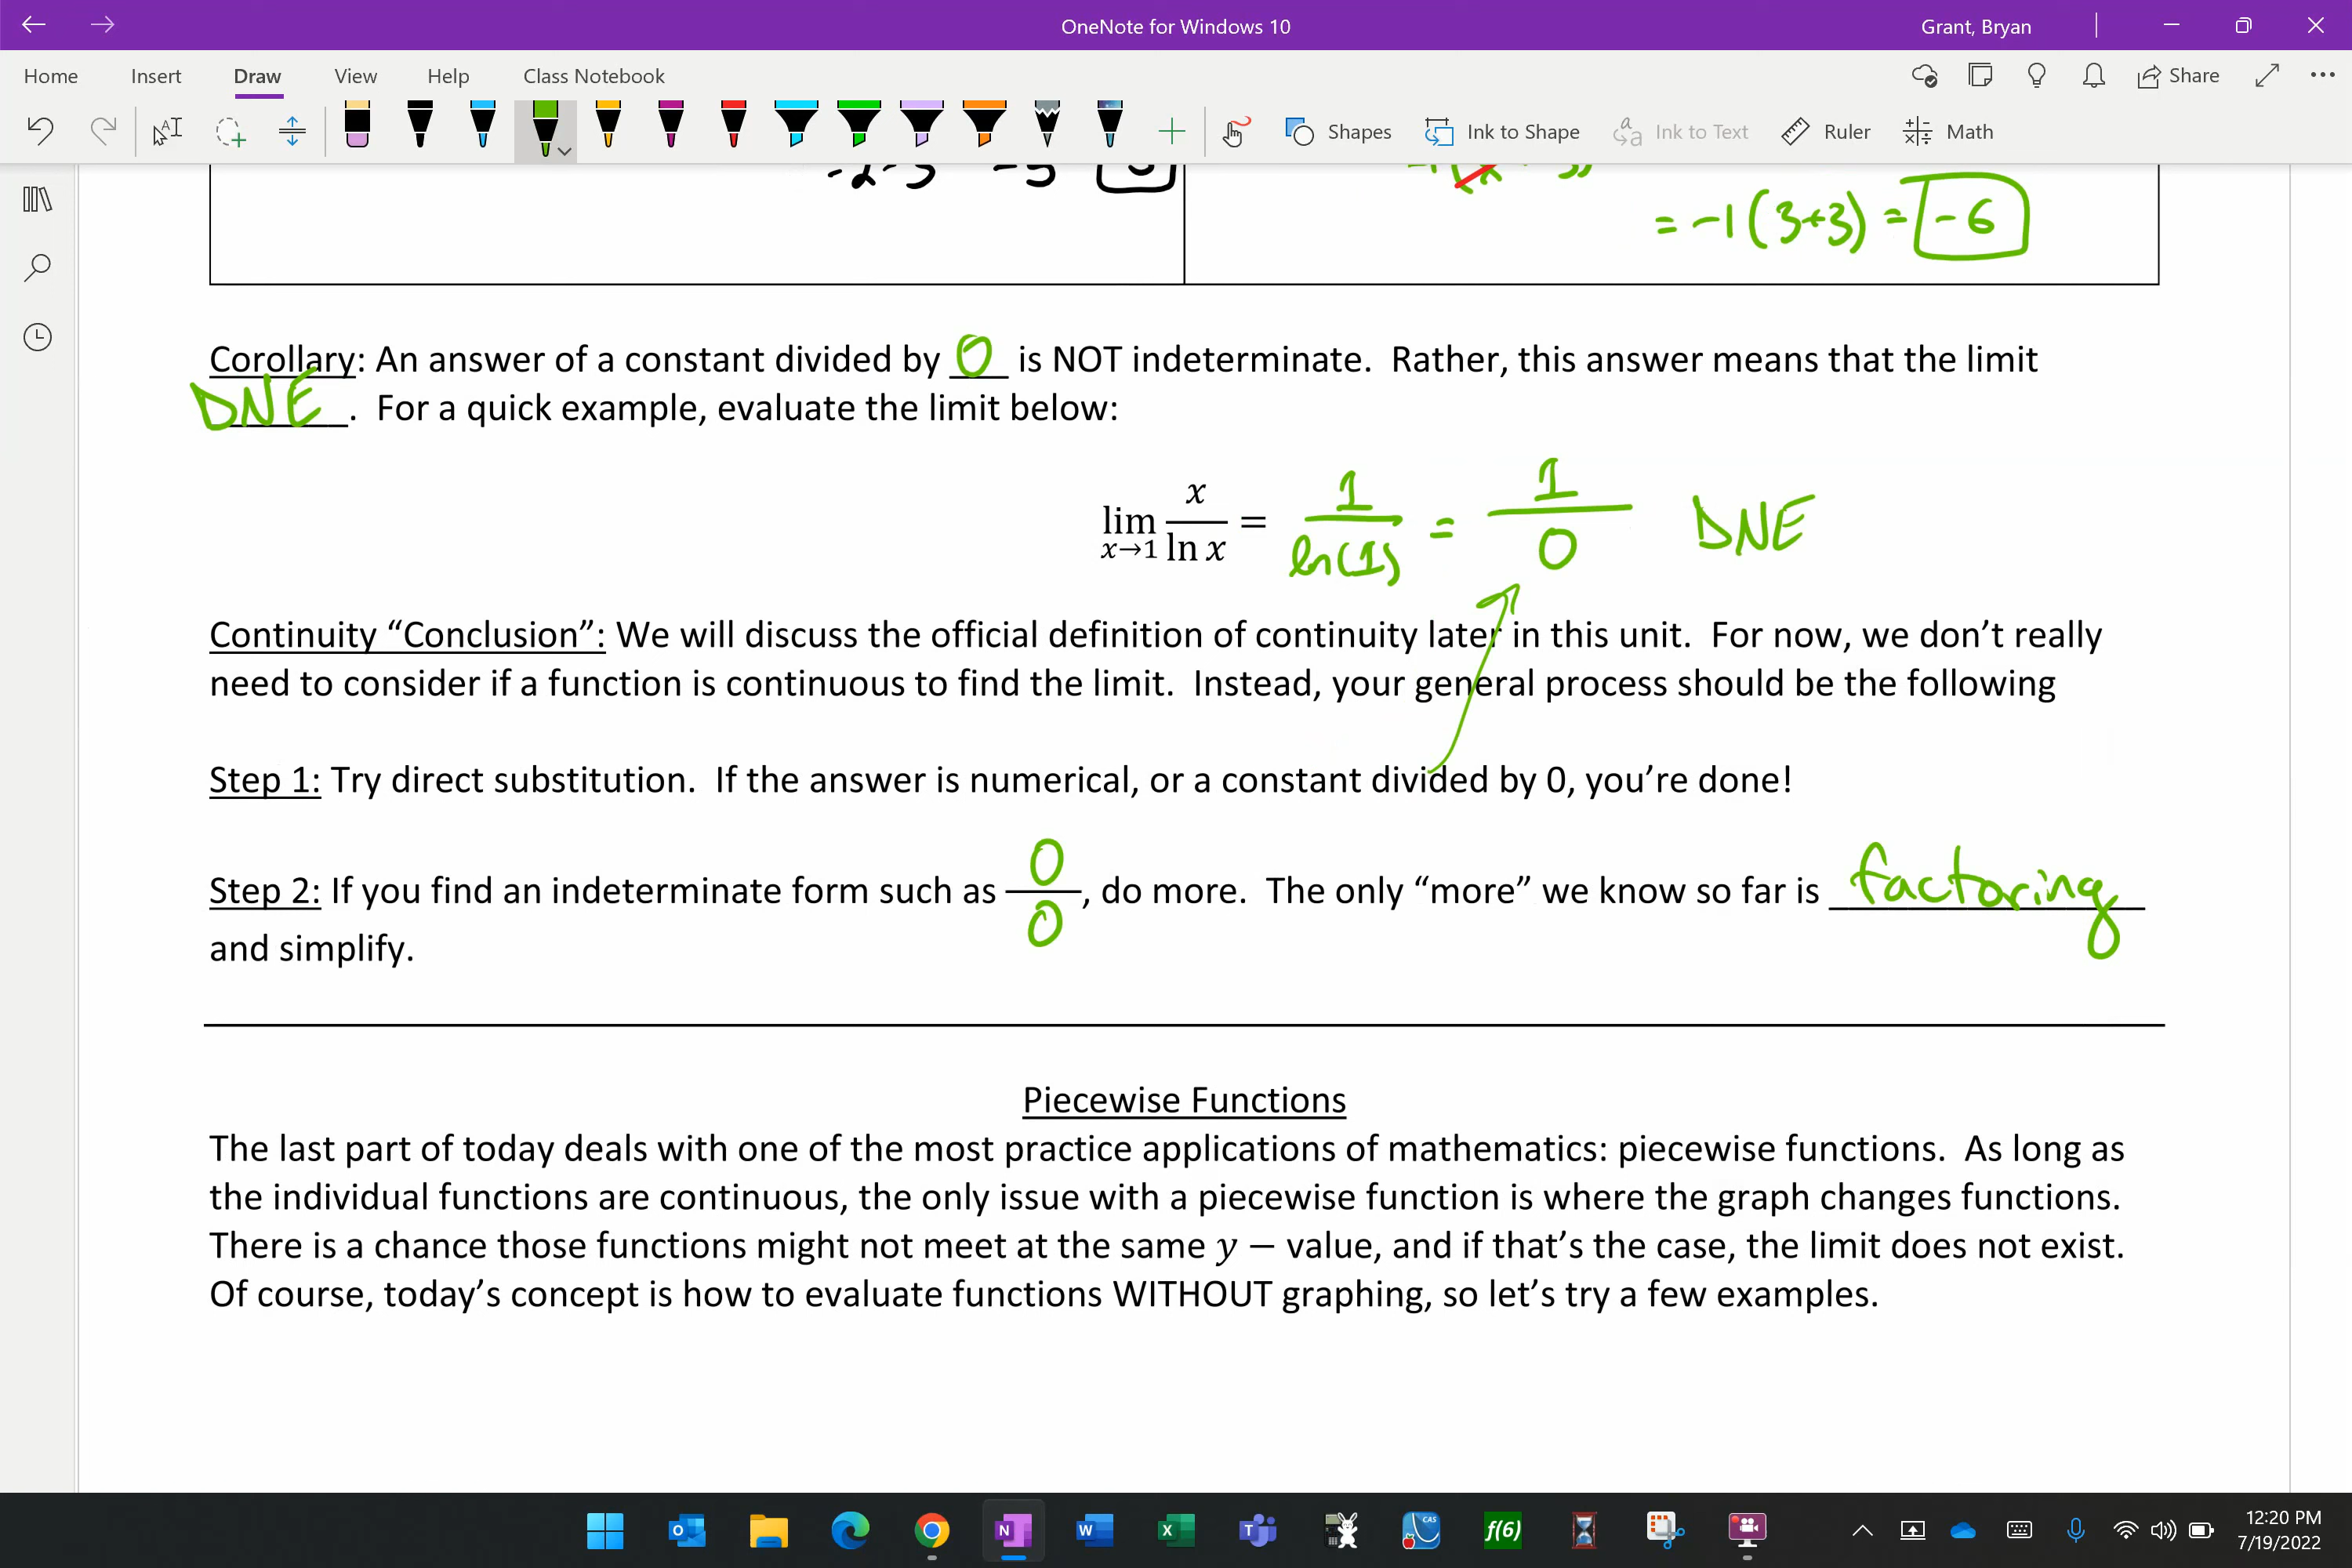 OneNote for Windows 10
Grant, Bryan
Home Insert Draw View Help Class Notebook
Share
Shapes Ink to Shape Ink to Text Ruler Math
= -1 (3+3) = -6
Corollary: An answer of a constant divided by 0 is NOT indeterminate. Rather, this answer means that the limit
DNE. For a quick example, evaluate the limit below:
lim x→1 x/ln x = 1/ln(1) = 1/0 DNE
Continuity “Conclusion”: We will discuss the official definition of continuity later in this unit. For now, we don’t really
need to consider if a function is continuous to find the limit. Instead, your general process should be the following
Step 1: Try direct substitution. If the answer is numerical, or a constant divided by 0, you’re done!
Step 2: If you find an indeterminate form such as 0/0, do more. The only “more” we know so far is factoring
and simplify.
Piecewise Functions
The last part of today deals with one of the most practice applications of mathematics: piecewise functions. As long as
the individual functions are continuous, the only issue with a piecewise function is where the graph changes functions.
There is a chance those functions might not meet at the same y − value, and if that’s the case, the limit does not exist.
Of course, today’s concept is how to evaluate functions WITHOUT graphing, so let’s try a few examples.
f(6)
CAS
12:20 PM
7/19/2022